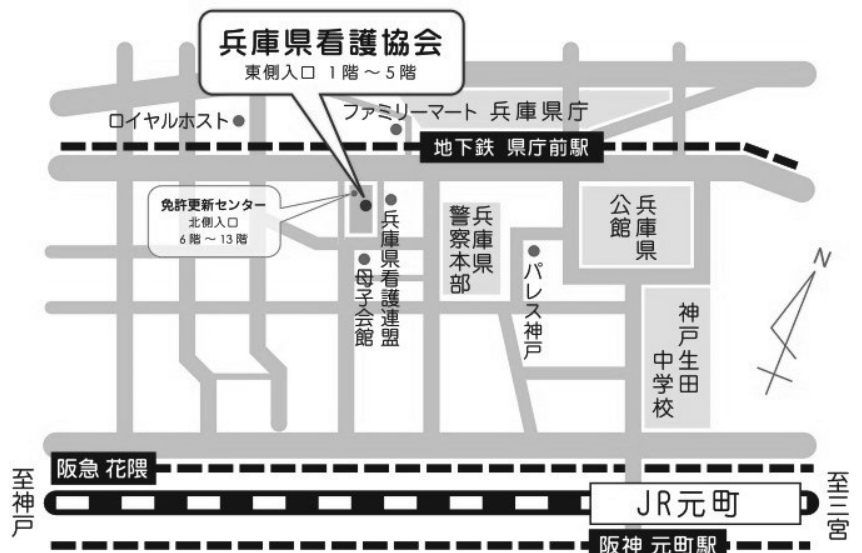 兵庫県看護協会
東側入口 1階～5階
ロイヤルホスト
ファミリーマート
兵庫県庁
地下鉄 県庁前駅
免許更新センター
北側入口
6階～13階
兵庫県看護連盟
母子会館
兵庫県
警察本部
パレス神戸
兵庫県
公館
神戸生田
中学校
N
阪急 花隈
至神戸
JR元町
至三宮
阪神 元町駅